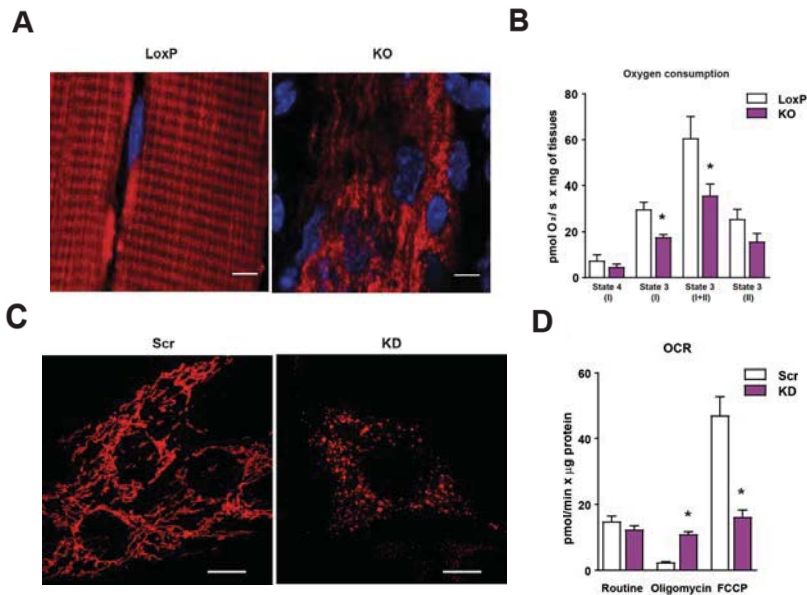 A
LoxP
KO
B
Oxygen consumption
LoxP
KO
pmol O₂/ s x mg of tissues
80
60
40
20
0
*
*
State 4
(I)
State 3
(I)
State 3
(I+II)
State 3
(II)
C
Scr
KD
D
OCR
Scr
KD
pmol/min x µg protein
60
40
20
0
*
*
Routine
Oligomycin
FCCP